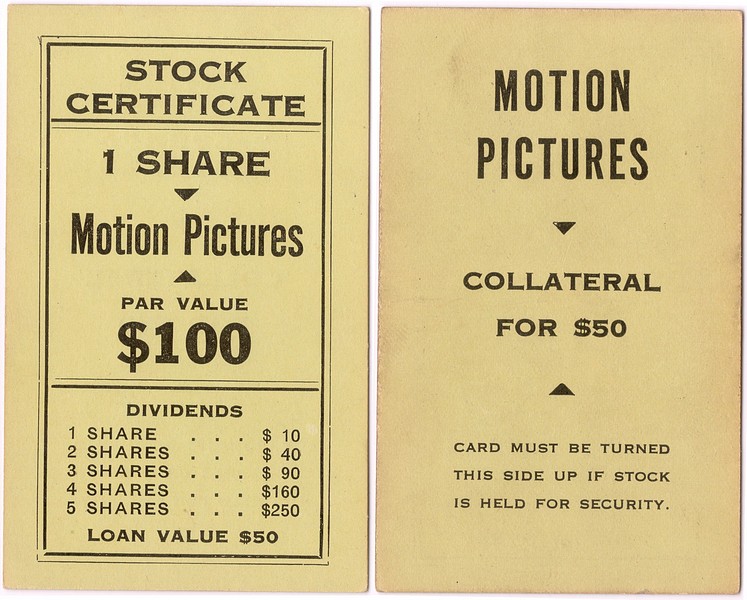 STOCK
CERTIFICATE
1 SHARE
Motion Pictures
PAR VALUE
$100
DIVIDENDS
1 SHARE . . . $ 10
2 SHARES . . . $ 40
3 SHARES . . . $ 90
4 SHARES . . . $160
5 SHARES . . . $250
LOAN VALUE $50
MOTION
PICTURES
COLLATERAL
FOR $50
CARD MUST BE TURNED
THIS SIDE UP IF STOCK
IS HELD FOR SECURITY.